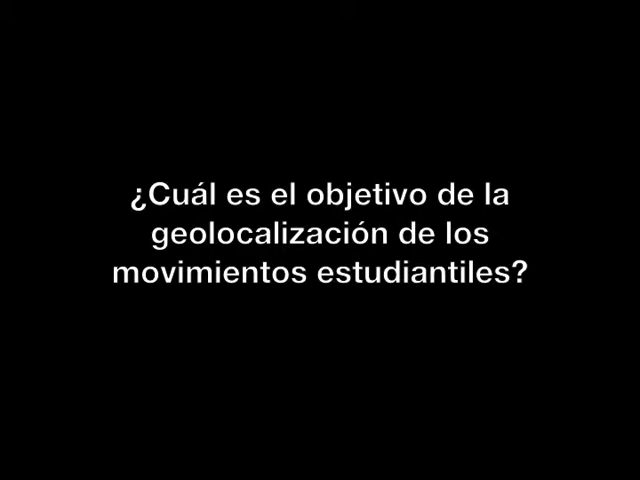 ¿Cuál es el objetivo de la
geolocalización de los
movimientos estudiantiles?